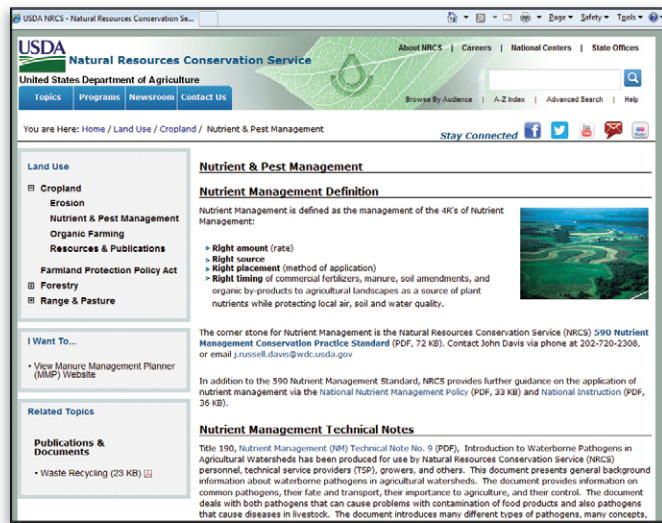 USDA NRCS - Natural Resources Conservation Se...
Page Safety Tools
USDA
Natural Resources Conservation Service
United States Department of Agriculture
About NRCS | Careers | National Centers | State Offices
Topics Programs Newsroom Contact Us
Browse By Audience | A-Z Index | Advanced Search | Help
You are Here: Home / Land Use / Cropland / Nutrient & Pest Management
Stay Connected
Land Use
Cropland
Erosion
Nutrient & Pest Management
Organic Farming
Resources & Publications
Farmland Protection Policy Act
Forestry
Range & Pasture
I Want To...
• View Manure Management Planner
(MMP) Website
Related Topics
Publications &
Documents
• Waste Recycling (23 KB)
Nutrient & Pest Management
Nutrient Management Definition
Nutrient Management is defined as the management of the 4R's of Nutrient
Management:
Right amount (rate)
Right source
Right placement (method of application)
Right timing of commercial fertilizers, manure, soil amendments, and
organic by-products to agricultural landscapes as a source of plant
nutrients while protecting local air, soil and water quality.
The corner stone for Nutrient Management is the Natural Resources Conservation Service (NRCS) 590 Nutrient
Management Conservation Practice Standard (PDF, 72 KB). Contact John Davis via phone at 202-720-2308,
or email j.russell.davis@wdc.usda.gov
In addition to the 590 Nutrient Management Standard, NRCS provides further guidance on the application of
nutrient management via the National Nutrient Management Policy (PDF, 33 KB) and National Instruction (PDF,
36 KB).
Nutrient Management Technical Notes
Title 190, Nutrient Management (NM) Technical Note No. 9 (PDF), Introduction to Waterborne Pathogens in
Agricultural Watersheds has been produced for use by Natural Resources Conservation Service (NRCS)
personnel, technical service providers (TSP), growers, and others. This document presents general background
information about waterborne pathogens in agricultural watersheds. The document provides information on
common pathogens, their fate and transport, their importance to agriculture, and their control. The document
deals with both pathogens that can cause problems with contamination of food products and also pathogens
that cause diseases in livestock. The document introduces many different types of pathogens, many concepts,